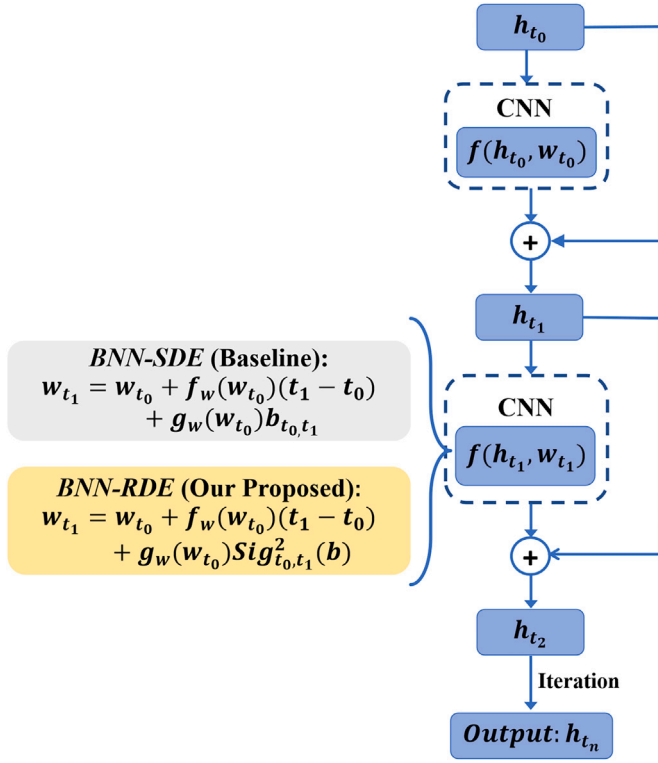 h_{t_0}
CNN
f(h_{t_0}, w_{t_0})
+
h_{t_1}
BNN-SDE (Baseline):
w_{t_1} = w_{t_0} + f_w(w_{t_0})(t_1 − t_0)
+ g_w(w_{t_0})b_{t_0,t_1}
BNN-RDE (Our Proposed):
w_{t_1} = w_{t_0} + f_w(w_{t_0})(t_1 − t_0)
+ g_w(w_{t_0})Sig^2_{t_0,t_1}(b)
CNN
f(h_{t_1}, w_{t_1})
+
h_{t_2}
Iteration
Output: h_{t_n}